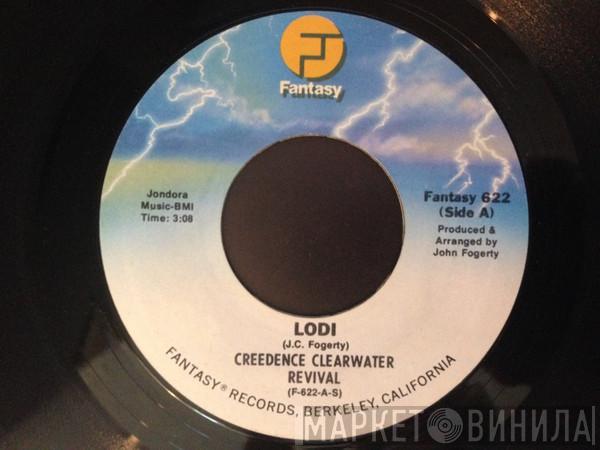 Fantasy
Jondora
Music-BMI
Time: 3:08
Fantasy 622
(Side A)
Produced &
Arranged by
John Fogerty
LODI
(J.C. Fogerty)
CREEDENCE CLEARWATER
REVIVAL
(F-622-A-S)
FANTASY® RECORDS, BERKELEY, CALIFORNIA
МАРКЕТ ВИНИЛА